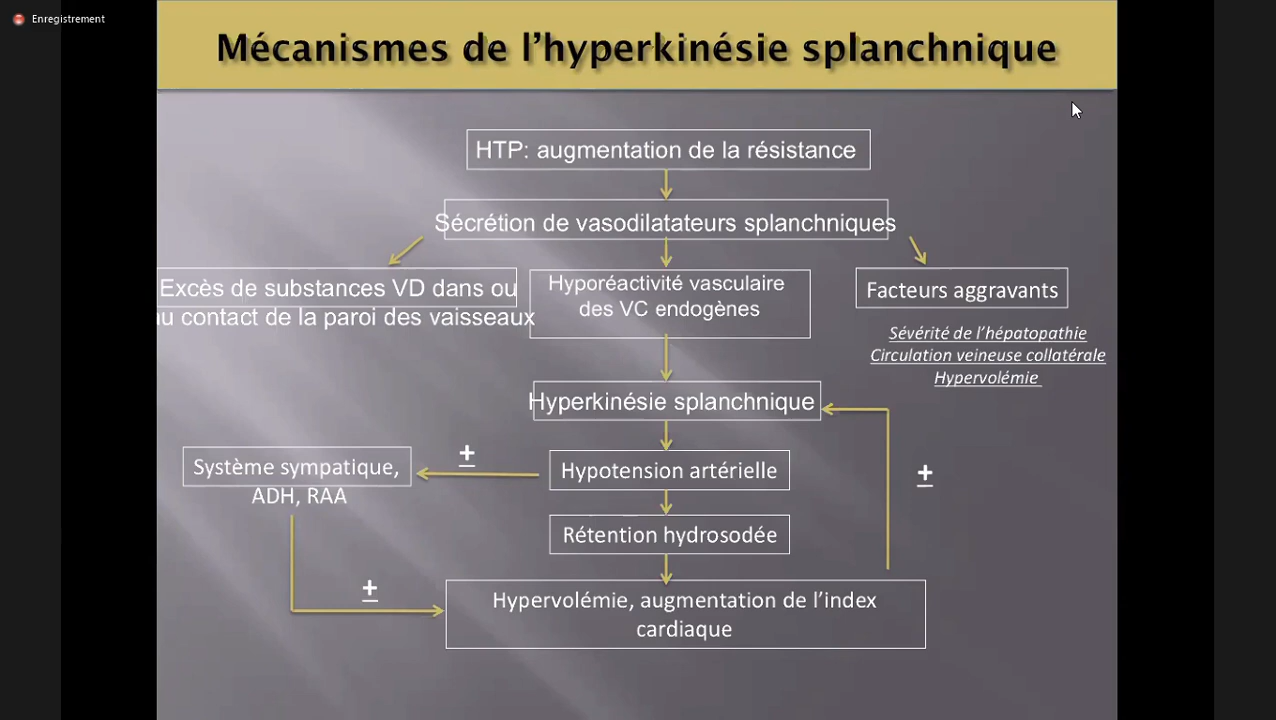 Enregistrement
Mécanismes de l’hyperkinésie splanchnique
HTP: augmentation de la résistance
Sécrétion de vasodilatateurs splanchniques
Excès de substances VD dans ou
au contact de la paroi des vaisseaux
Hyporéactivité vasculaire
des VC endogènes
Facteurs aggravants
Sévérité de l’hépatopathie
Circulation veineuse collatérale
Hypervolémie
Hyperkinésie splanchnique
Système sympatique,
ADH, RAA
±
Hypotension artérielle
±
Rétention hydrosodée
±
Hypervolémie, augmentation de l’index
cardiaque